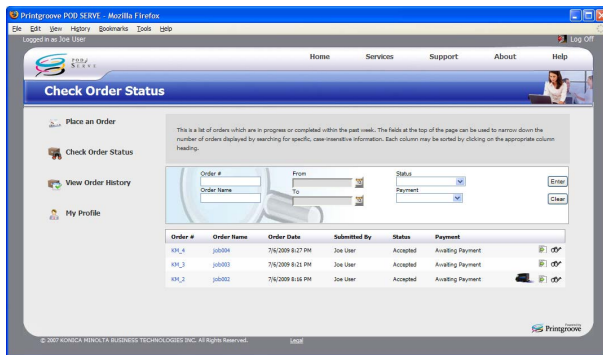 Printgroove POD SERVE - Mozilla Firefox
File Edit View History Bookmarks Tools Help
Logged in as Joe User Log Off
POD SERVE
Home Services Support About Help
Check Order Status
Place an Order
Check Order Status
View Order History
My Profile
This is a list of orders which are in progress or completed within the past week. The fields at the top of the page can be used to narrow down the
number of orders displayed by searching for specific, case-insensitive information. Each column may be sorted by clicking on the appropriate column
heading.
Order # From Status
Enter
Order Name To Payment
Clear
Order # Order Name Order Date Submitted By Status Payment
KM_4 job004 7/6/2009 8:27 PM Joe User Accepted Awaiting Payment
KM_3 job003 7/6/2009 8:21 PM Joe User Accepted Awaiting Payment
KM_2 job002 7/6/2009 8:16 PM Joe User Accepted Awaiting Payment
Powered by
Printgroove
© 2007 KONICA MINOLTA BUSINESS TECHNOLOGIES INC. All Rights Reserved. Legal